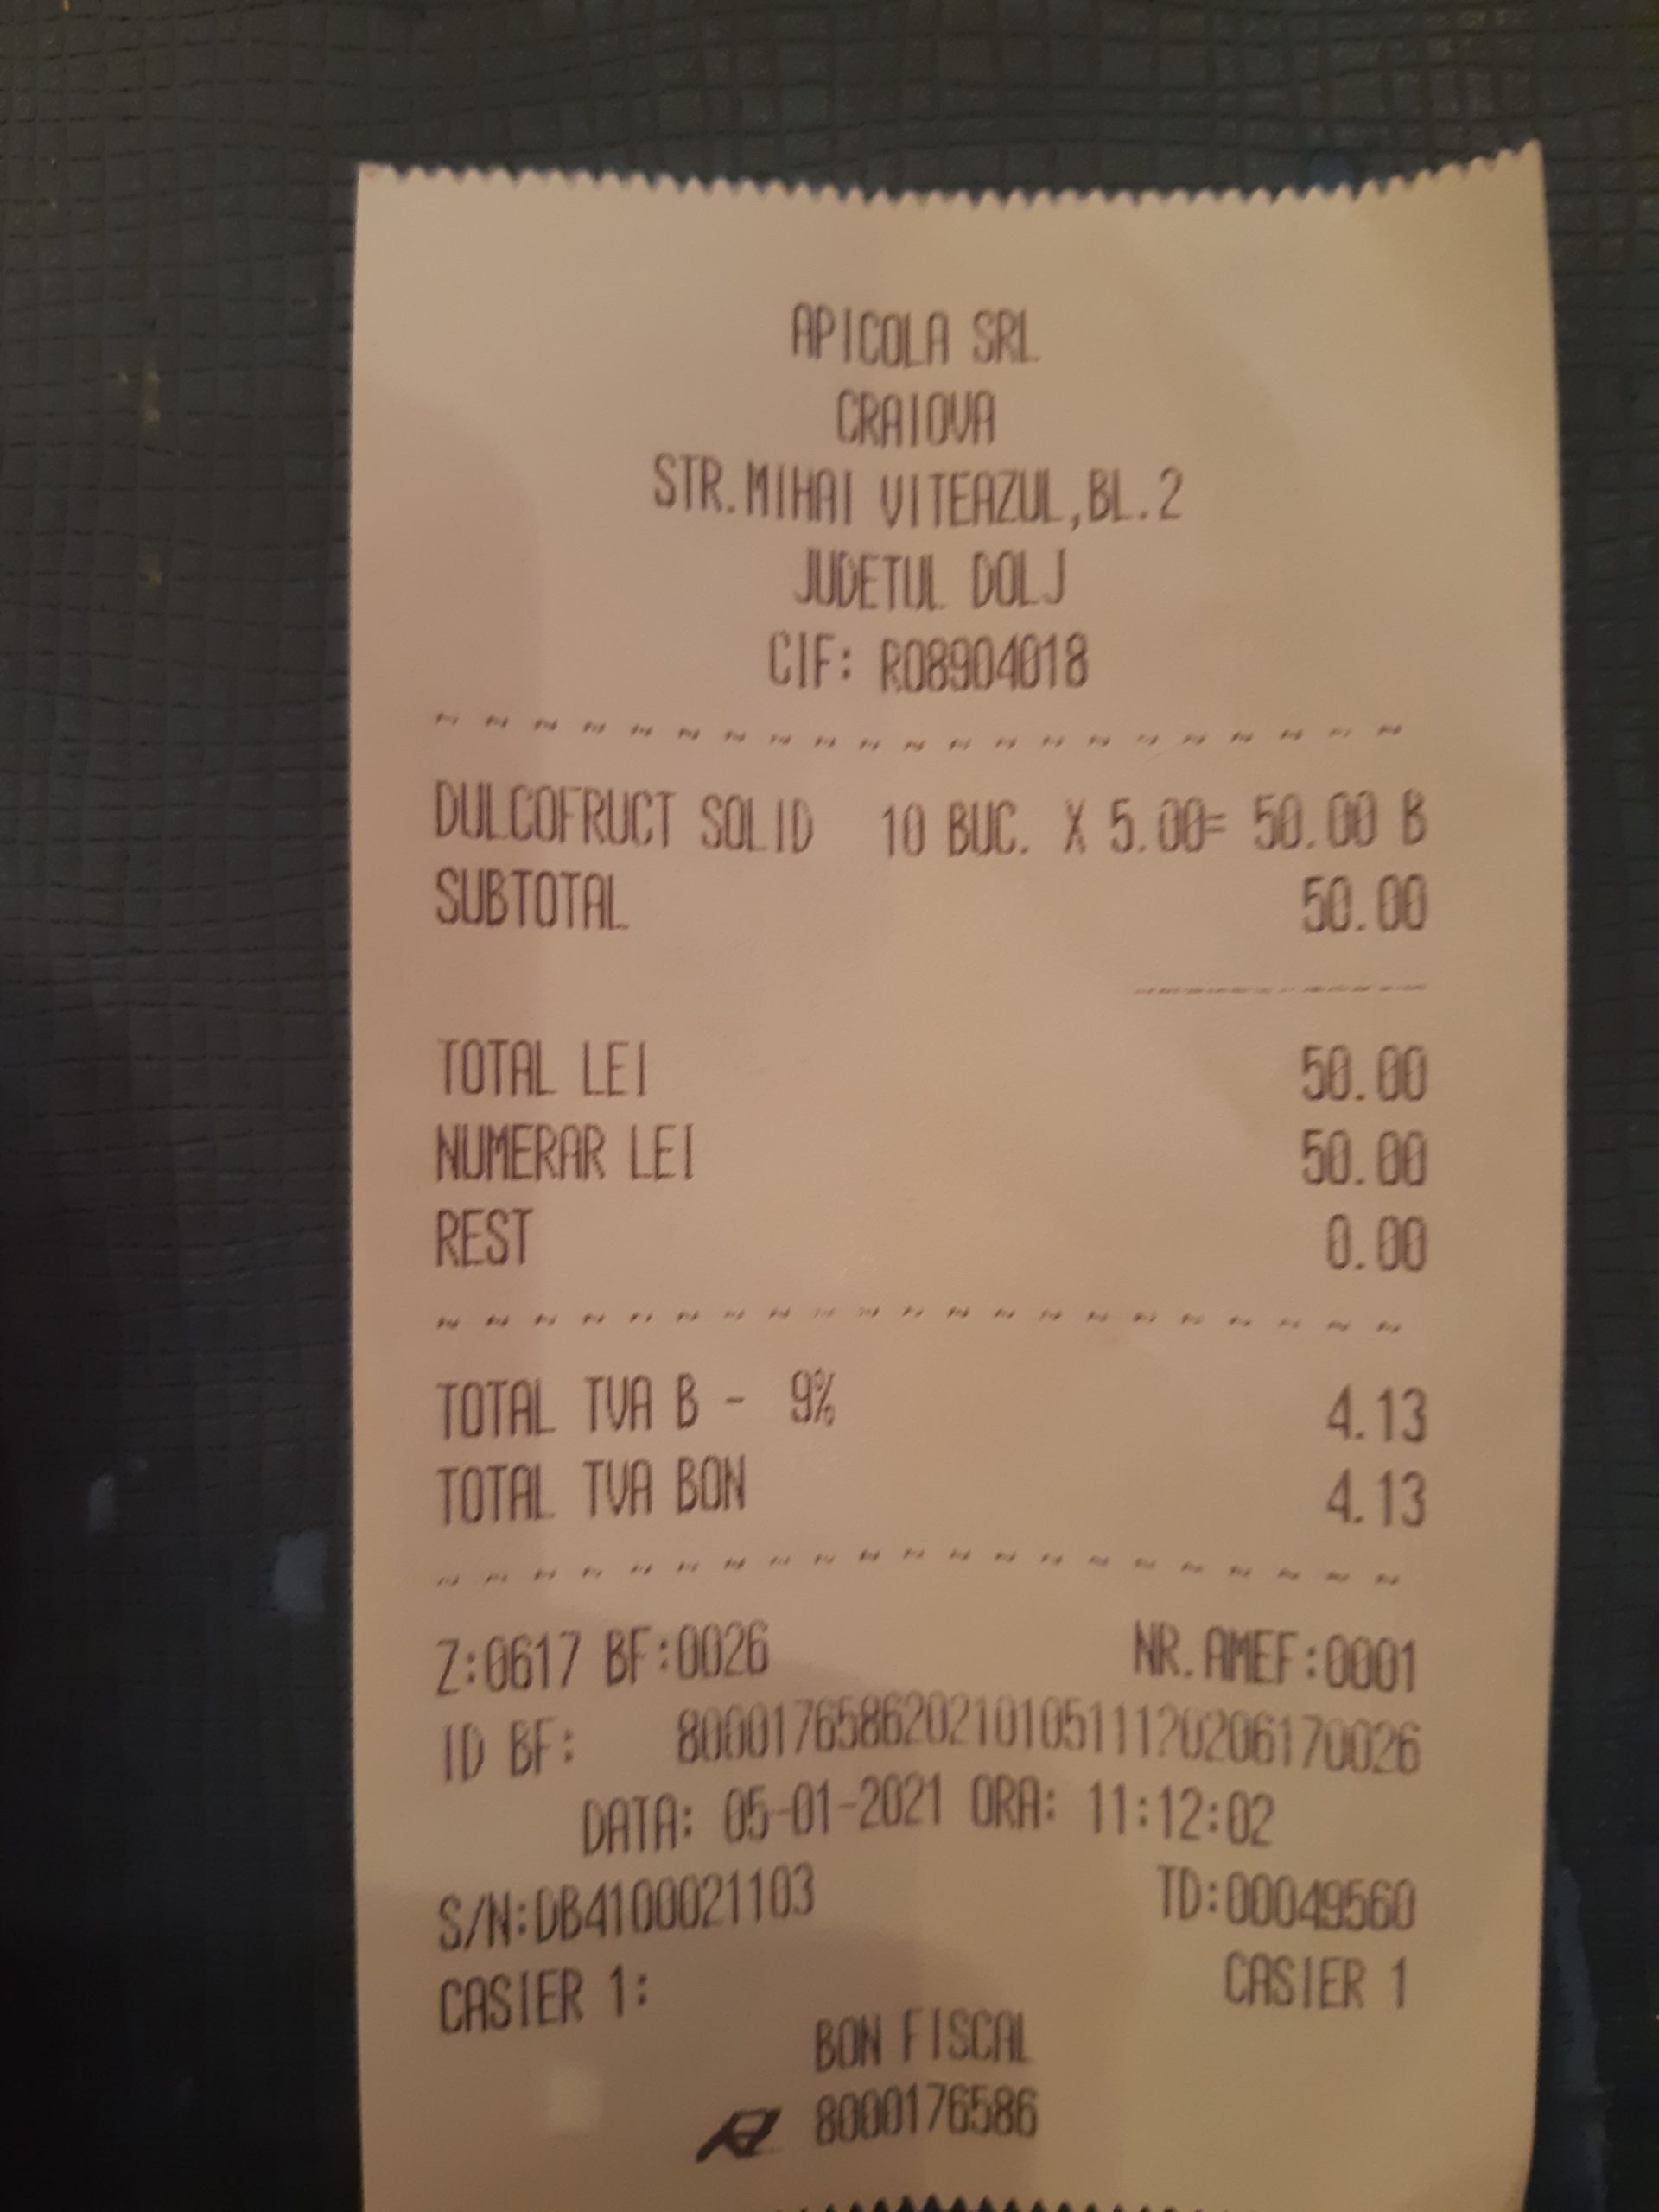 APICOLA SRL
CRAIOVA
STR.MIHAI VITEAZUL,BL.2
JUDETUL DOLJ
CIF: RO8904018
DULCOFRUCT SOLID 10 BUC. X 5.00= 50.00 B
SUBTOTAL 50.00
TOTAL LEI 50.00
NUMERAR LEI 50.00
REST 0.00
TOTAL TVA B - 9% 4.13
TOTAL TVA BON 4.13
Z:0617 BF:0026 NR.AMEF:0001
ID BF: 80001765862021010511120206170026
DATA: 05-01-2021 ORA: 11:12:02
S/N:DB4100021103 TD:00049560
CASIER 1: CASIER 1
BON FISCAL
8000176586